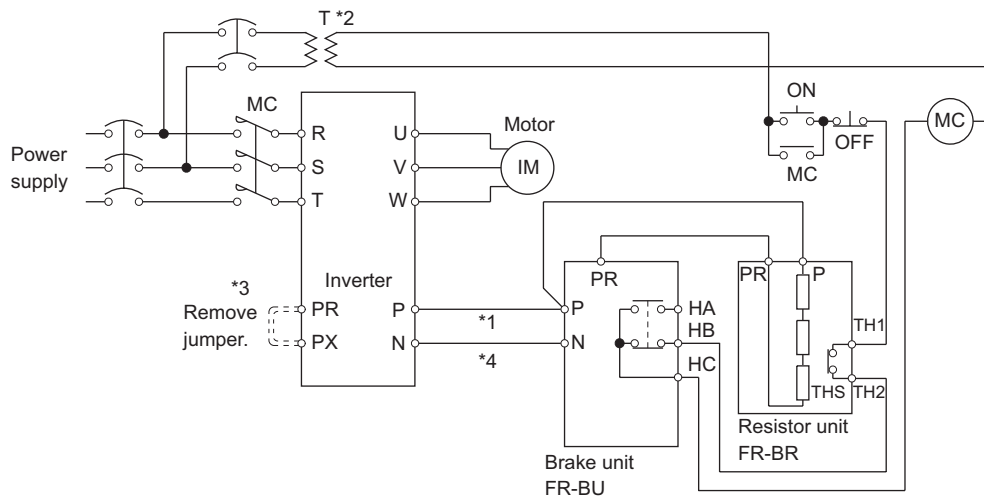 T *2
MC
ON
MC
OFF
MC
Power
supply
R
S
T
U
V
W
Motor
IM
Inverter
*3
Remove
jumper.
PR
PX
P
N
*1
*4
PR
P
N
HA
HB
HC
Brake unit
FR-BU
PR
P
TH1
THS
TH2
Resistor unit
FR-BR